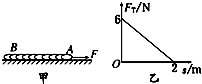 B A F
甲
F_T/N
6
O 2 s/m
乙